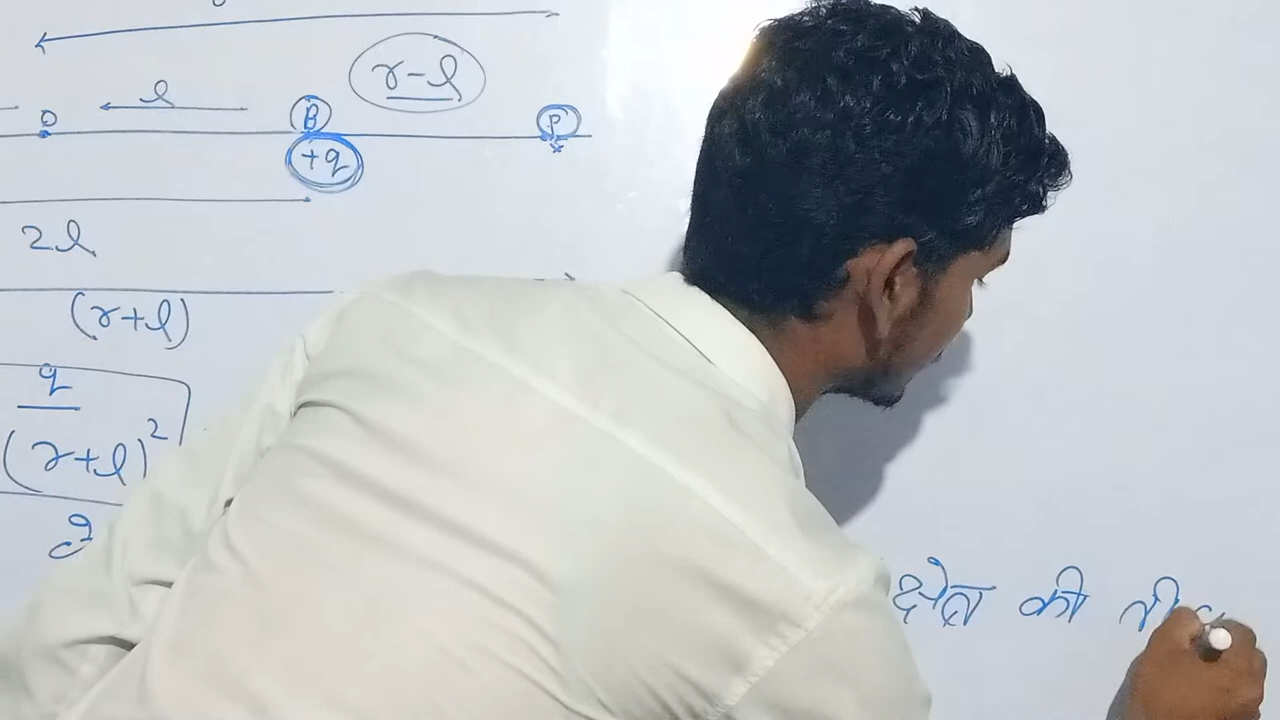 r-l
l
O B P
+q
2l
(r+l)
q
(r+l)²
क्षेत्र की